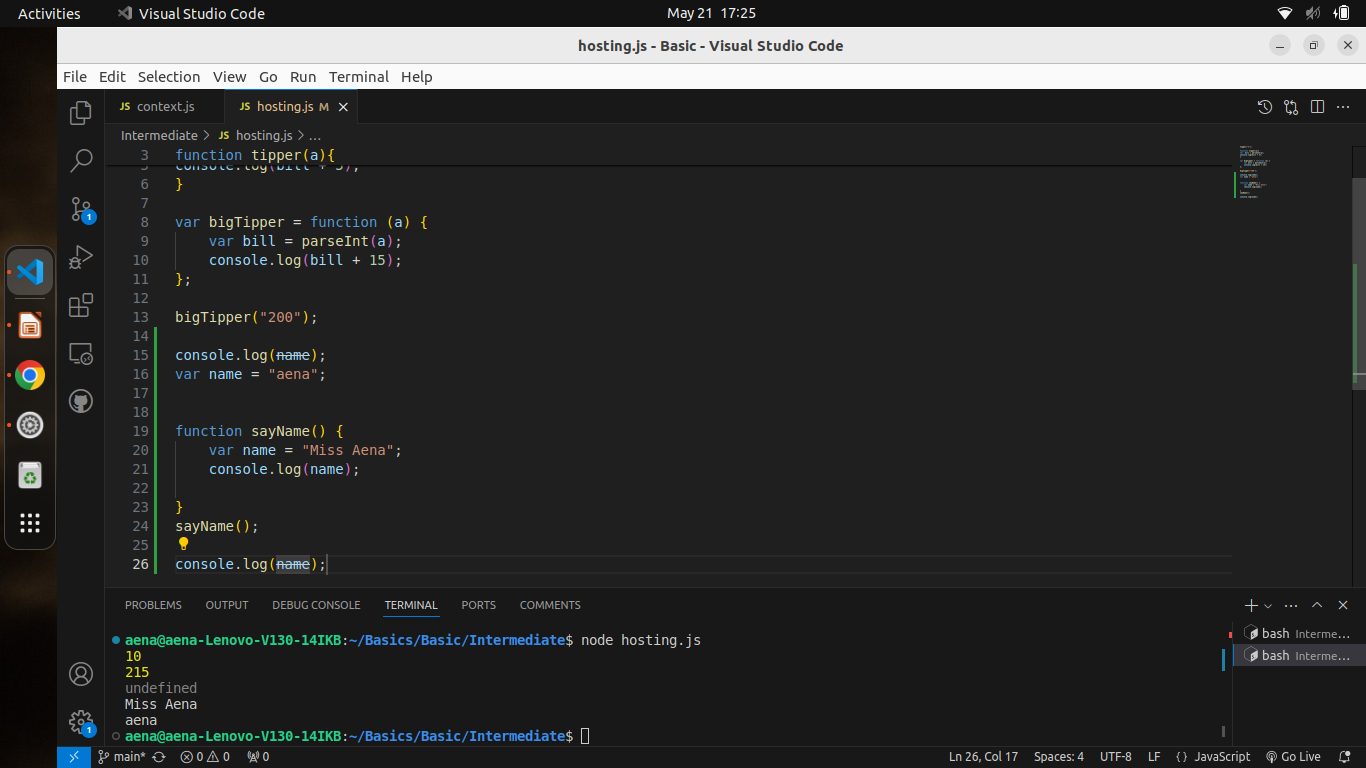 Activities Visual Studio Code May 21 17:25
hosting.js - Basic - Visual Studio Code
File Edit Selection View Go Run Terminal Help
JS context.js JS hosting.js M
Intermediate > JS hosting.js > ...
3 function tipper(a){
5 console.log(bill + 5);
6 }
7
8 var bigTipper = function (a) {
9 var bill = parseInt(a);
10 console.log(bill + 15);
11 };
12
13 bigTipper("200");
14
15 console.log(name);
16 var name = "aena";
17
18
19 function sayName() {
20 var name = "Miss Aena";
21 console.log(name);
22
23 }
24 sayName();
25
26 console.log(name);
1
1
PROBLEMS OUTPUT DEBUG CONSOLE TERMINAL PORTS COMMENTS
aena@aena-Lenovo-V130-14IKB:~/Basics/Basic/Intermediate$ node hosting.js
10
215
undefined
Miss Aena
aena
aena@aena-Lenovo-V130-14IKB:~/Basics/Basic/Intermediate$
bash Interme...
bash Interme...
main* 0 0 0 Ln 26, Col 17 Spaces: 4 UTF-8 LF {} JavaScript Go Live